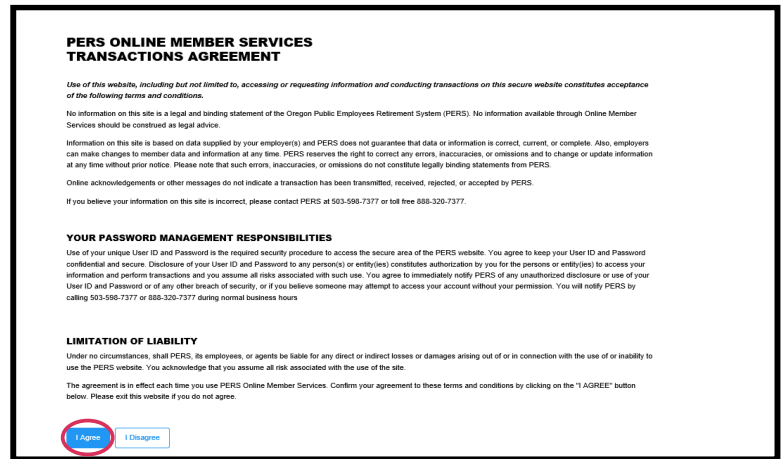 PERS ONLINE MEMBER SERVICES
TRANSACTIONS AGREEMENT
Use of this website, including but not limited to, accessing or requesting information and conducting transactions on this secure website constitutes acceptance
of the following terms and conditions.
No information on this site is a legal and binding statement of the Oregon Public Employees Retirement System (PERS). No information available through Online Member
Services should be construed as legal advice.
Information on this site is based on data supplied by your employer(s) and PERS does not guarantee that data or information is correct, current, or complete. Also, employers
can make changes to member data and information at any time. PERS reserves the right to correct any errors, inaccuracies, or omissions and to change or update information
at any time without prior notice. Please note that such errors, inaccuracies, or omissions do not constitute legally binding statements from PERS.
Online acknowledgements or other messages do not indicate a transaction has been transmitted, received, rejected, or accepted by PERS.
If you believe your information on this site is incorrect, please contact PERS at 503-598-7377 or toll free 888-320-7377.
YOUR PASSWORD MANAGEMENT RESPONSIBILITIES
Use of your unique User ID and Password is the required security procedure to access the secure area of the PERS website. You agree to keep your User ID and Password
confidential and secure. Disclosure of your User ID and Password to any person(s) or entity(ies) constitutes authorization by you for the persons or entity(ies) to access your
information and perform transactions and you assume all risks associated with such use. You agree to immediately notify PERS of any unauthorized disclosure or use of your
User ID and Password or of any other breach of security, or if you believe someone may attempt to access your account without your permission. You will notify PERS by
calling 503-598-7377 or 888-320-7377 during normal business hours
LIMITATION OF LIABILITY
Under no circumstances, shall PERS, its employees, or agents be liable for any direct or indirect losses or damages arising out of or in connection with the use of or inability to
use the PERS website. You acknowledge that you assume all risk associated with the use of the site.
The agreement is in effect each time you use PERS Online Member Services. Confirm your agreement to these terms and conditions by clicking on the "I AGREE" button
below. Please exit this website if you do not agree.
I Agree I Disagree